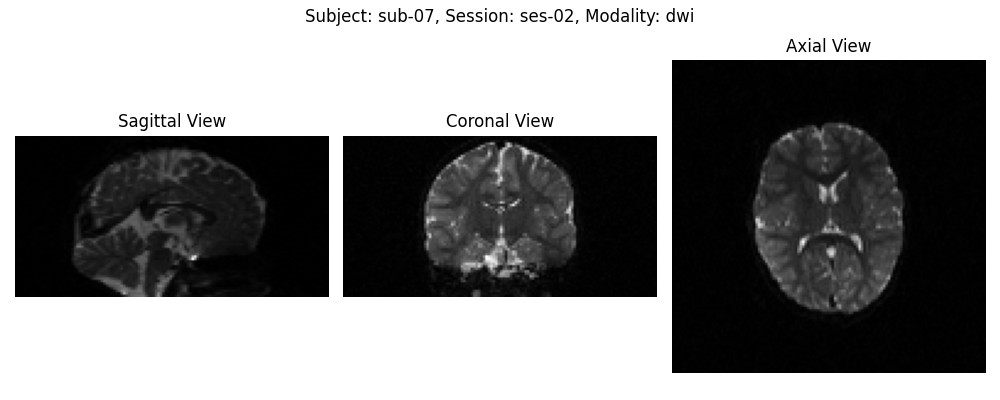 Subject: sub-07, Session: ses-02, Modality: dwi
Sagittal View
Coronal View
Axial View